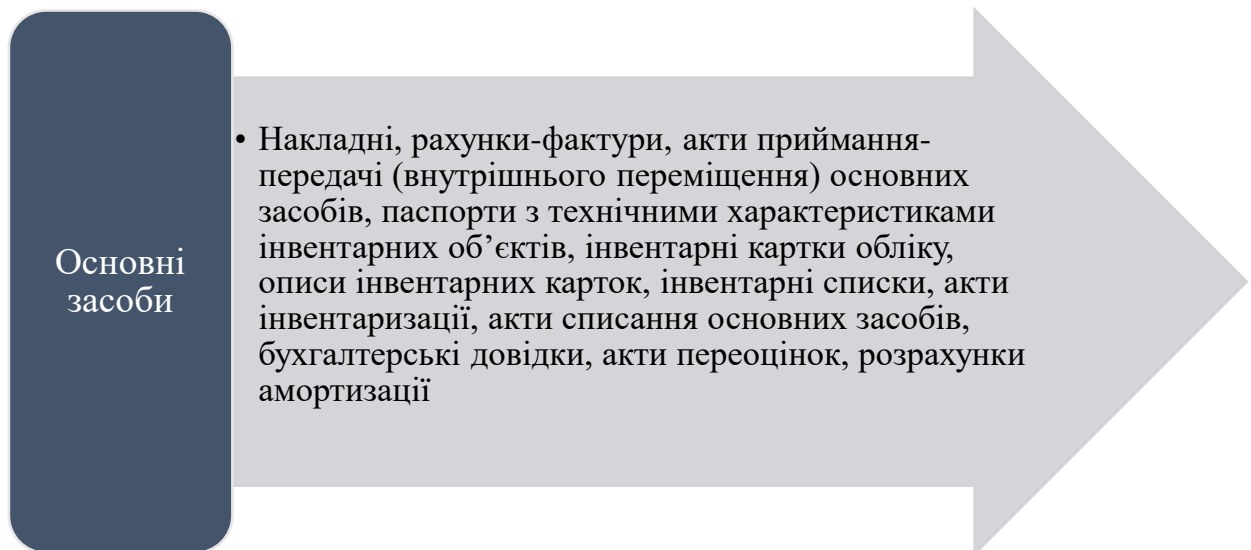 Основні
засоби
• Накладні, рахунки-фактури, акти приймання-
передачі (внутрішнього переміщення) основних
засобів, паспорти з технічними характеристиками
інвентарних об’єктів, інвентарні картки обліку,
описи інвентарних карток, інвентарні списки, акти
інвентаризації, акти списання основних засобів,
бухгалтерські довідки, акти переоцінок, розрахунки
амортизації